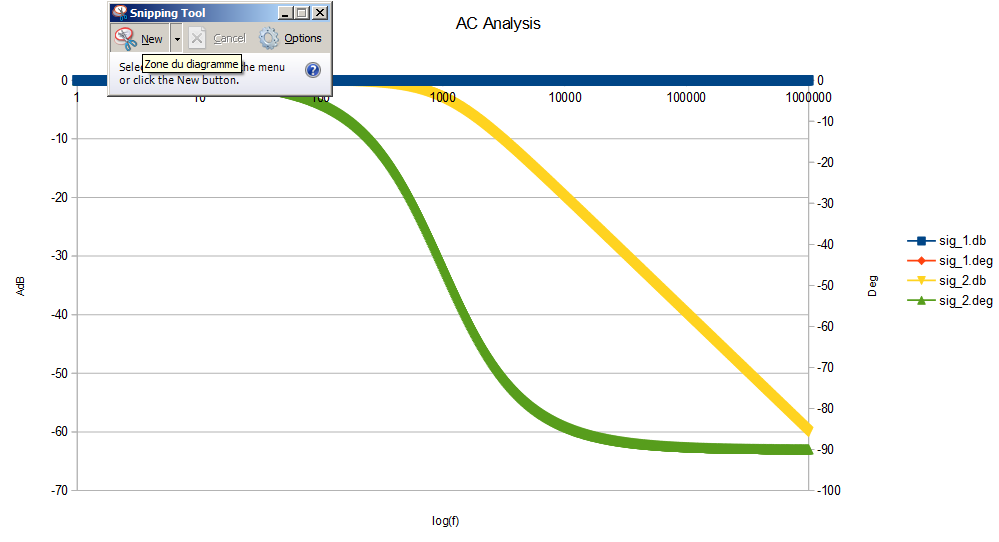 Snipping Tool
AC Analysis
New Cancel Options
Zone du diagramme
Sele he menu
or click the New button.
0 0
1 10 100 1000 10000 100000 1000000
-10 -10
-20 -20
-30 -30
-40 -40
-50 -50
-60 -60
-70 -70
-80
-90
-100
AdB
Deg
sig_1.db
sig_1.deg
sig_2.db
sig_2.deg
log(f)